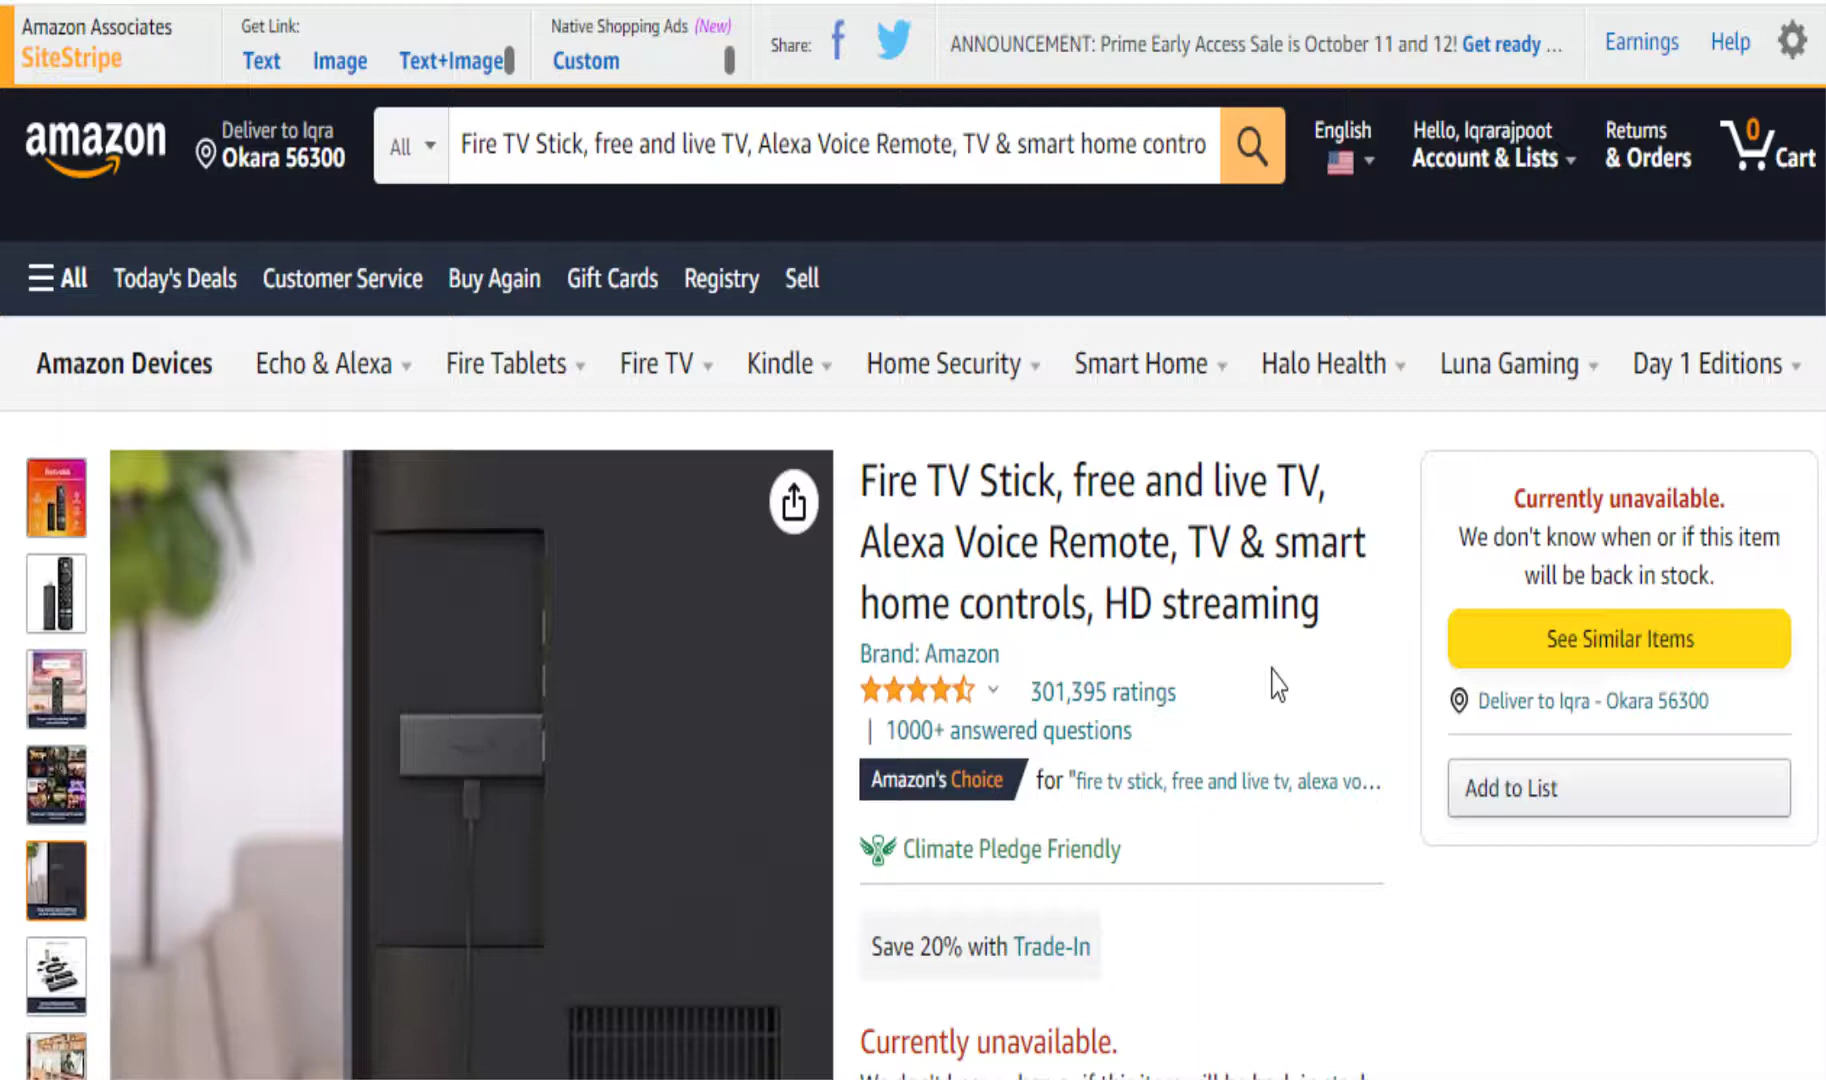 Amazon Associates
SiteStripe
Get Link:
Text Image Text+Image
Native Shopping Ads (New)
Custom
Share:
ANNOUNCEMENT: Prime Early Access Sale is October 11 and 12! Get ready ...
Earnings Help
amazon
Deliver to Iqra
Okara 56300
All
Fire TV Stick, free and live TV, Alexa Voice Remote, TV & smart home contro
English
Hello, Iqrarajpoot
Account & Lists
Returns
& Orders
0
Cart
All Today's Deals Customer Service Buy Again Gift Cards Registry Sell
Amazon Devices Echo & Alexa Fire Tablets Fire TV Kindle Home Security Smart Home Halo Health Luna Gaming Day 1 Editions
Fire TV Stick, free and live TV,
Alexa Voice Remote, TV & smart
home controls, HD streaming
Brand: Amazon
301,395 ratings
| 1000+ answered questions
Amazon's Choice for "fire tv stick, free and live tv, alexa vo...
Climate Pledge Friendly
Save 20% with Trade-In
Currently unavailable.
Currently unavailable.
We don't know when or if this item
will be back in stock.
See Similar Items
Deliver to Iqra - Okara 56300
Add to List